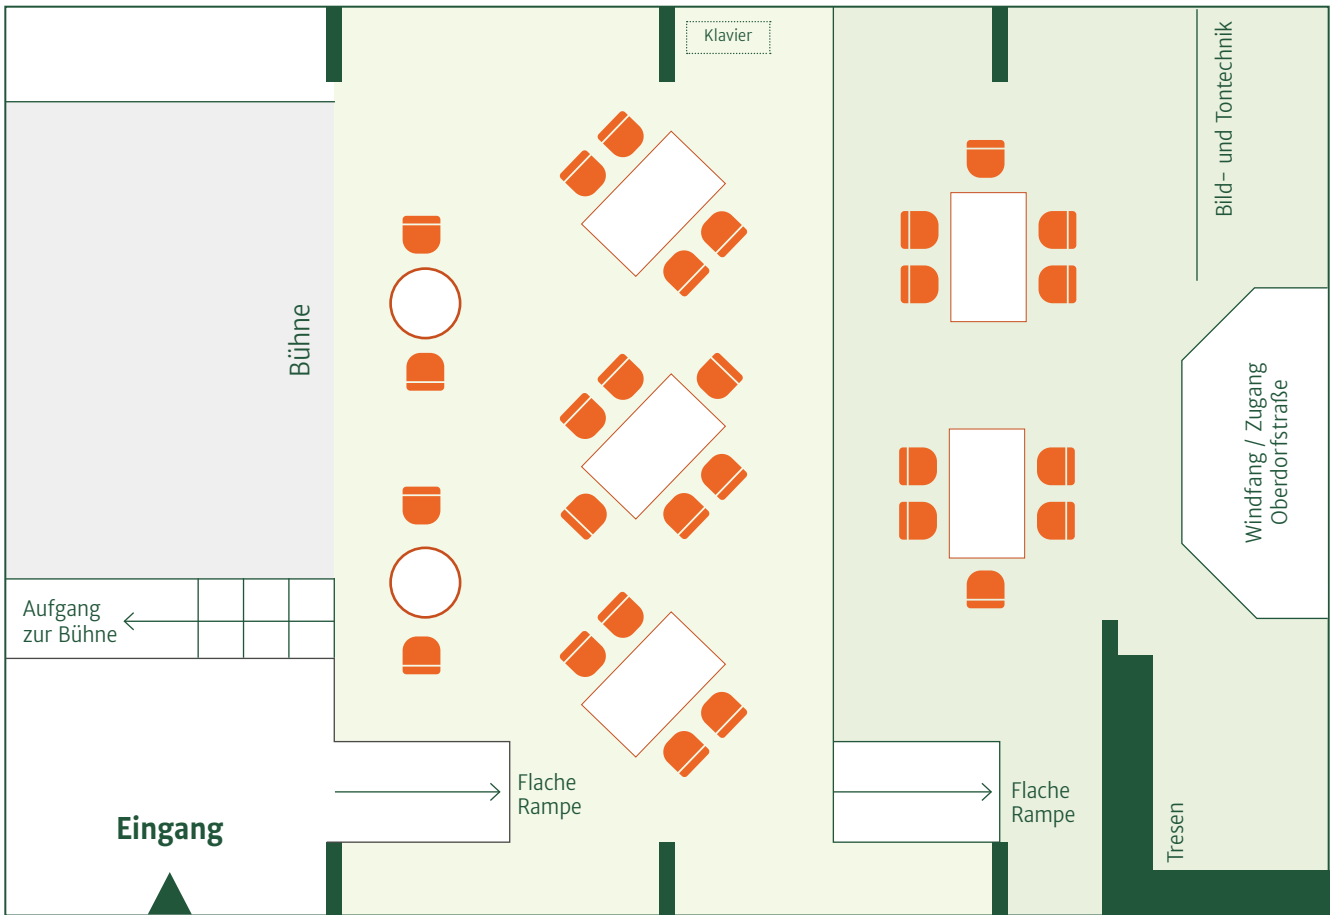 Klavier
Bild- und Tontechnik
Bühne
Windfang / Zugang
Oberdorfstraße
Aufgang
zur Bühne
Flache
Rampe
Flache
Rampe
Eingang
Tresen